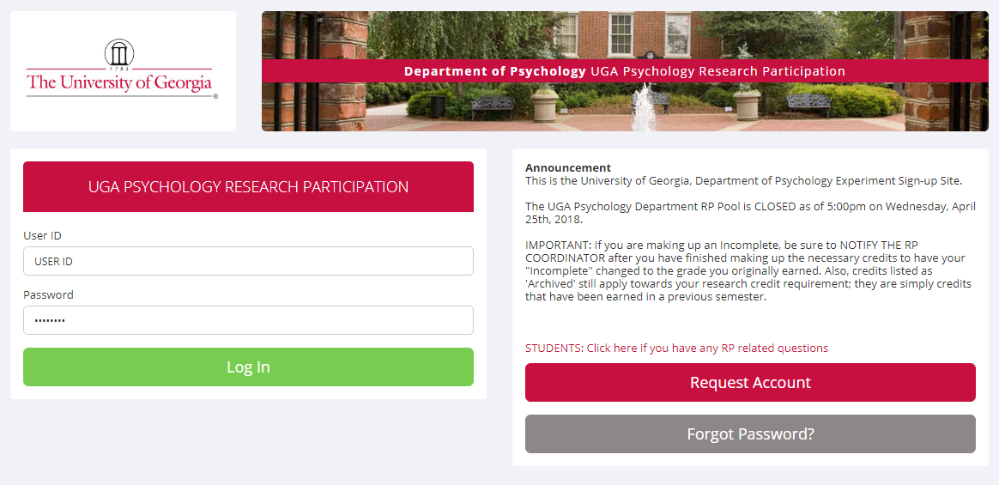 1785
The University of Georgia
®
Department of Psychology UGA Psychology Research Participation
UGA PSYCHOLOGY RESEARCH PARTICIPATION
User ID
USER ID
Password
••••••••
Log In
Announcement
This is the University of Georgia, Department of Psychology Experiment Sign-up Site.
The UGA Psychology Department RP Pool is CLOSED as of 5:00pm on Wednesday, April
25th, 2018.
IMPORTANT: If you are making up an Incomplete, be sure to NOTIFY THE RP
COORDINATOR after you have finished making up the necessary credits to have your
"Incomplete" changed to the grade you originally earned. Also, credits listed as
'Archived' still apply towards your research credit requirement; they are simply credits
that have been earned in a previous semester.
STUDENTS: Click here if you have any RP related questions
Request Account
Forgot Password?